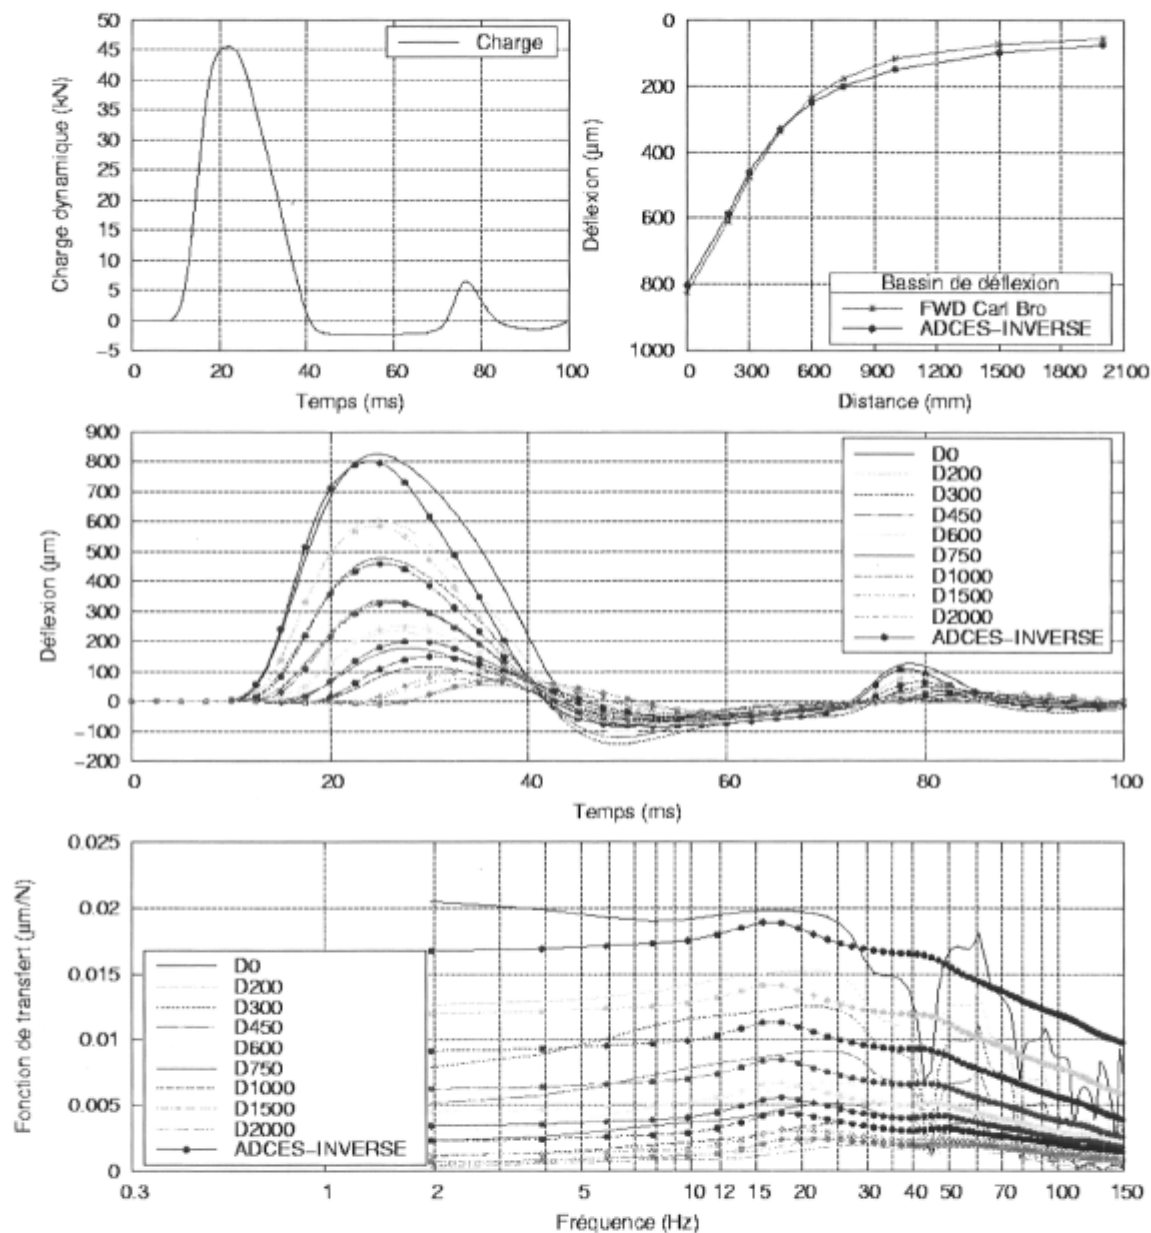 50
45
40
35
30
25
20
15
10
5
0
−5
Charge dynamique (kN)
Charge
0 20 40 60 80 100
Temps (ms)
0
200
400
600
800
1000
Déflexion (µm)
Bassin de déflexion
FWD Carl Bro
ADCES−INVERSE
0 300 600 900 1200 1500 1800 2100
Distance (mm)
900
800
700
600
500
400
300
200
100
0
−100
−200
Déflexion (µm)
D0
D200
D300
D450
D600
D750
D1000
D1500
D2000
ADCES−INVERSE
0 20 40 60 80 100
Temps (ms)
0.025
0.02
0.015
0.01
0.005
0
Fonction de transfert (µm/N)
D0
D200
D300
D450
D600
D750
D1000
D1500
D2000
ADCES−INVERSE
0.3 1 2 5 10 12 15 20 30 40 50 70 100 150
Fréquence (Hz)